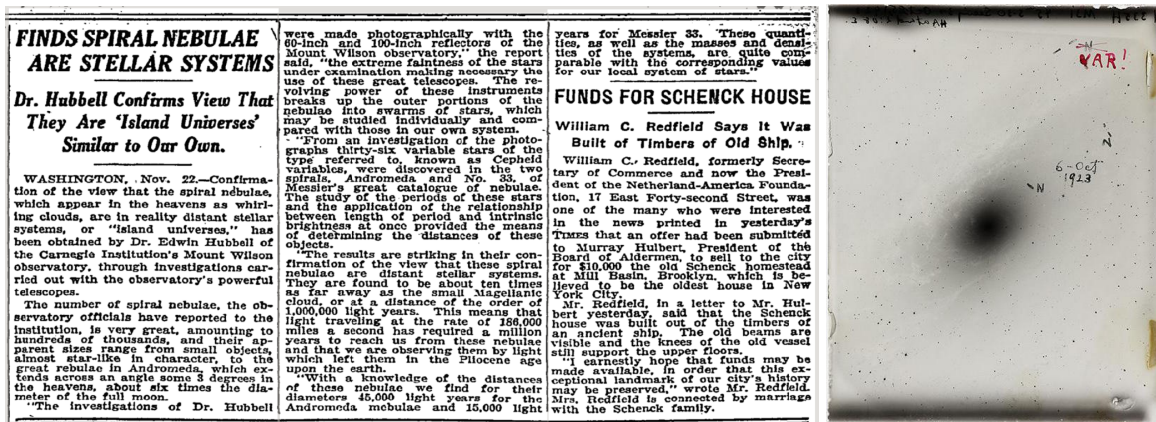 FINDS SPIRAL NEBULAE
ARE STELLAR SYSTEMS
Dr. Hubbell Confirms View That
They Are 'Island Universes'
Similar to Our Own.
WASHINGTON, Nov. 22.—Confirma-
tion of the view that the spiral nebulae,
which appear in the heavens as whirl-
ing clouds, are in reality distant stellar
systems, or "island universes," has
been obtained by Dr. Edwin Hubbell of
the Carnegie Institution's Mount Wilson
observatory, through investigations car-
ried out with the observatory's powerful
telescopes.
The number of spiral nebulae, the ob-
servatory officials have reported to the
institution, is very great, amounting to
hundreds of thousands, and their ap-
parent sizes range from small objects,
almost star-like in character, to the
great rebulae in Andromeda, which ex-
tends across an angle some 3 degrees in
the heavens, about six times the dia-
meter of the full moon.
"The investigations of Dr. Hubbell
were made photographically with the
60-inch and 100-inch reflectors of the
Mount Wilson observatory," the report
said, "the extreme faintness of the stars
under examination making necessary the
use of these great telescopes. The re-
volving power of these instruments
breaks up the outer portions of the
nebulae into swarms of stars, which
may be studied individually and com-
pared with those in our own system.
"From an investigation of the photo-
graphs thirty-six variable stars of the
type referred to, known as Cepheid
variables, were discovered in the two
spirals, Andromeda and No. 33, of
Messier's great catalogue of nebulae.
The study of the periods of these stars
and the application of the relationship
between length of period and intrinsic
brightness at once provided the means
of determining the distances of these
objects.
"The results are striking in their con-
firmation of the view that these spiral
nebulae are distant stellar systems.
They are found to be about ten times
as far away as the small Magellanic
cloud, or at a distance of the order of
1,000,000 light years. This means that
light traveling at the rate of 186,000
miles a second has required a million
years to reach us from these nebulae
and that we are observing them by light
which left them in the Pliocene age
upon the earth.
"With a knowledge of the distances
of these nebulae we find for their
diameters 45,000 light years for the
Andromeda mebulae and 15,000 light
years for Messier 33. These quanti-
ties, as well as the masses and densi-
ties of the systems, are quite com-
parable with the corresponding values
for our local system of stars."
FUNDS FOR SCHENCK HOUSE
William C. Redfield Says It Was
Built of Timbers of Old Ship.
William C. Redfield, formerly Secre-
tary of Commerce and now the Presi-
dent of the Netherland-America Founda-
tion, 17 East Forty-second Street, was
one of the many who were interested
in the news printed in yesterday's
TIMES that an offer had been submitted
to Murray Hulbert, President of the
Board of Aldermen, to sell to the city
for $10,000 the old Schenck homestead
at Mill Basin, Brooklyn, which is be-
lieved to be the oldest house in New
York City.
Mr. Redfield, in a letter to Mr. Hul-
bert yesterday, said that the Schenck
house was built out of the timbers of
an ancient ship. The old beams are
visible and the knees of the old vessel
still support the upper floors.
"I earnestly hope that funds may be
made available, in order that this ex-
ceptional landmark of our city's history
may be preserved," wrote Mr. Redfield.
Mrs. Redfield is connected by marriage
with the Schenck family.
N
VAR!
N
6-Oct
1923
N